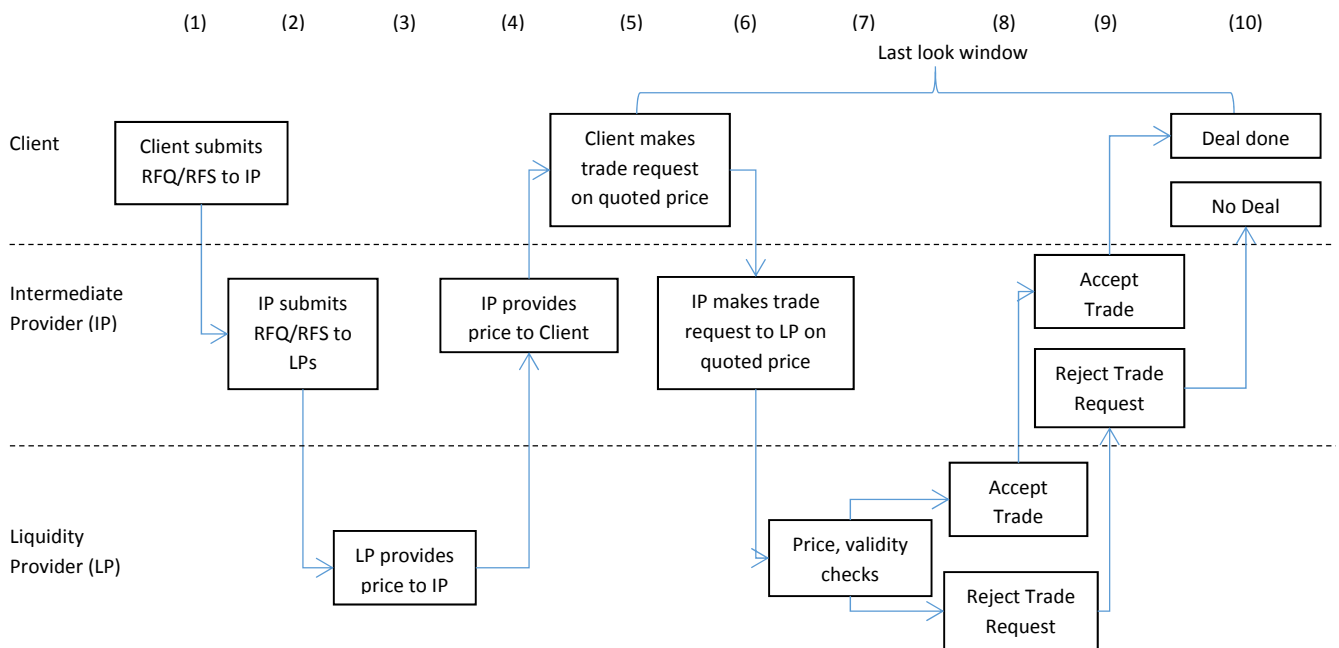 (1) (2) (3) (4) (5) (6) (7) (8) (9) (10)
Last look window
Client
Client submits
RFQ/RFS to IP
Client makes
trade request
on quoted price
Deal done
No Deal
Intermediate
Provider (IP)
IP submits
RFQ/RFS to
LPs
IP provides
price to Client
IP makes trade
request to LP on
quoted price
Accept
Trade
Reject Trade
Request
Liquidity
Provider (LP)
LP provides
price to IP
Price, validity
checks
Accept
Trade
Reject Trade
Request